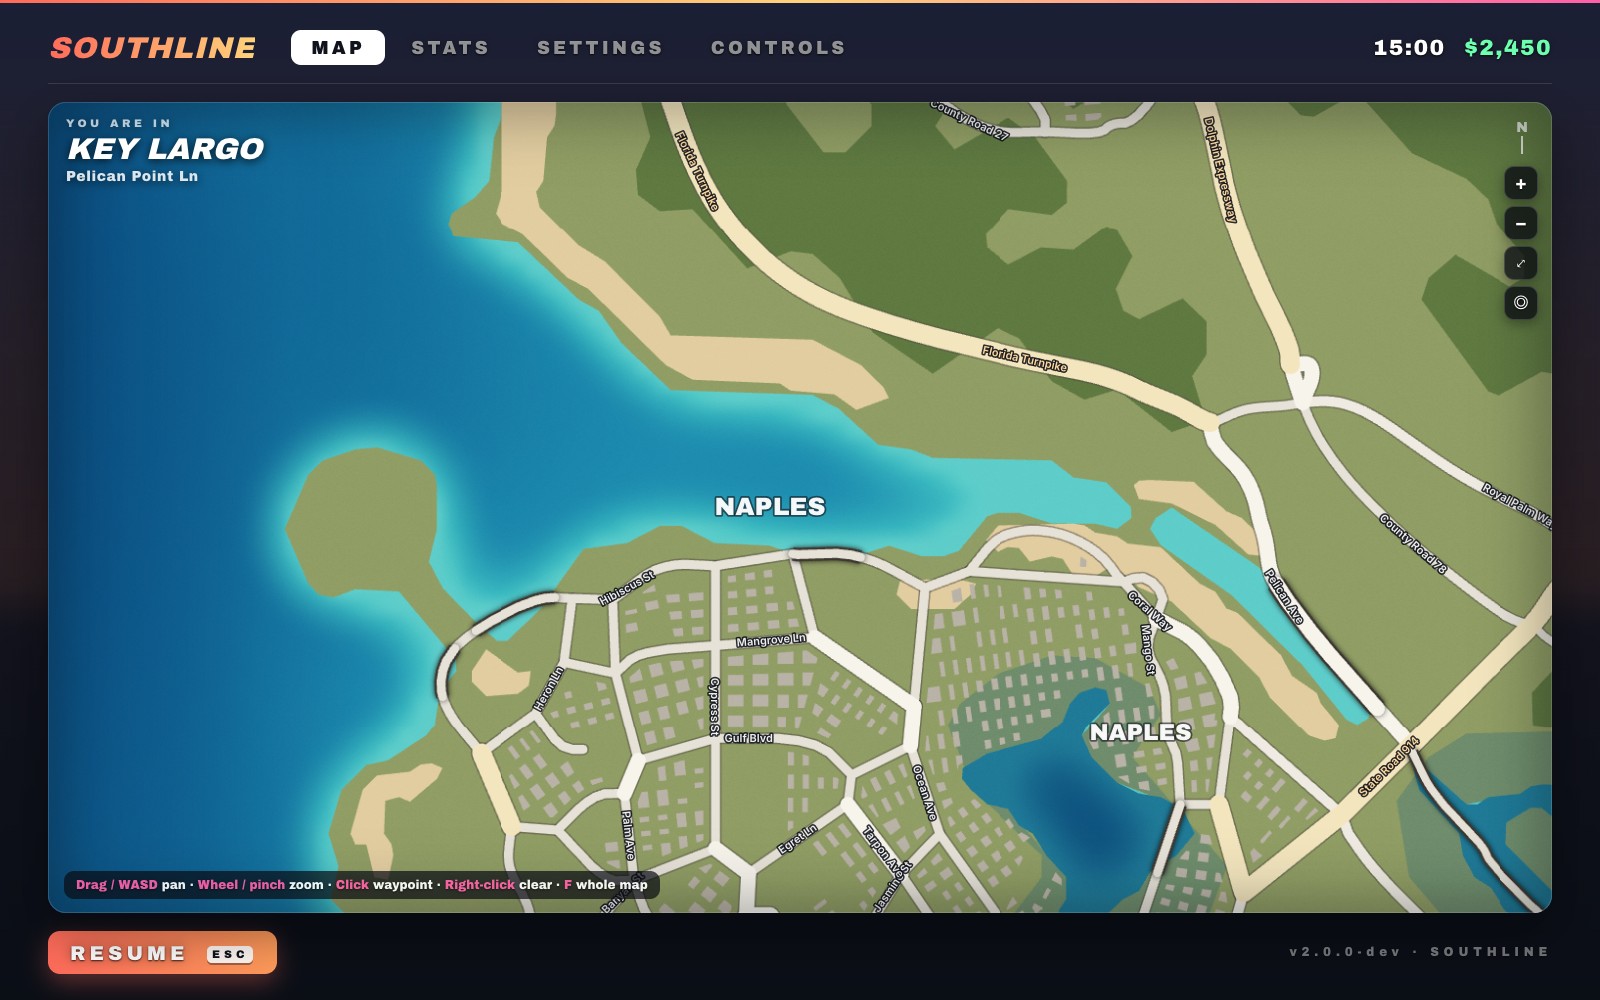 SOUTHLINE
MAP
STATS
SETTINGS
CONTROLS
15:00
$2,450
YOU ARE IN
KEY LARGO
Pelican Point Ln
N
+
−
County Road 27
Florida Turnpike
Dolphin Expressway
Florida Turnpike
NAPLES
Royal Palm Wa
County Road 78
Pelican Ave
Hibiscus St
Coral Way
Mangrove Ln
Mango St
Heron Ln
Cypress St
Gulf Blvd
NAPLES
State Road 914
Ocean Ave
Palm Ave
Egret Ln
Tarpon Ave
Jasmine St
Drag / WASD pan · Wheel / pinch zoom · Click waypoint · Right-click clear · F whole map
RESUME ESC
v2.0.0-dev · SOUTHLINE